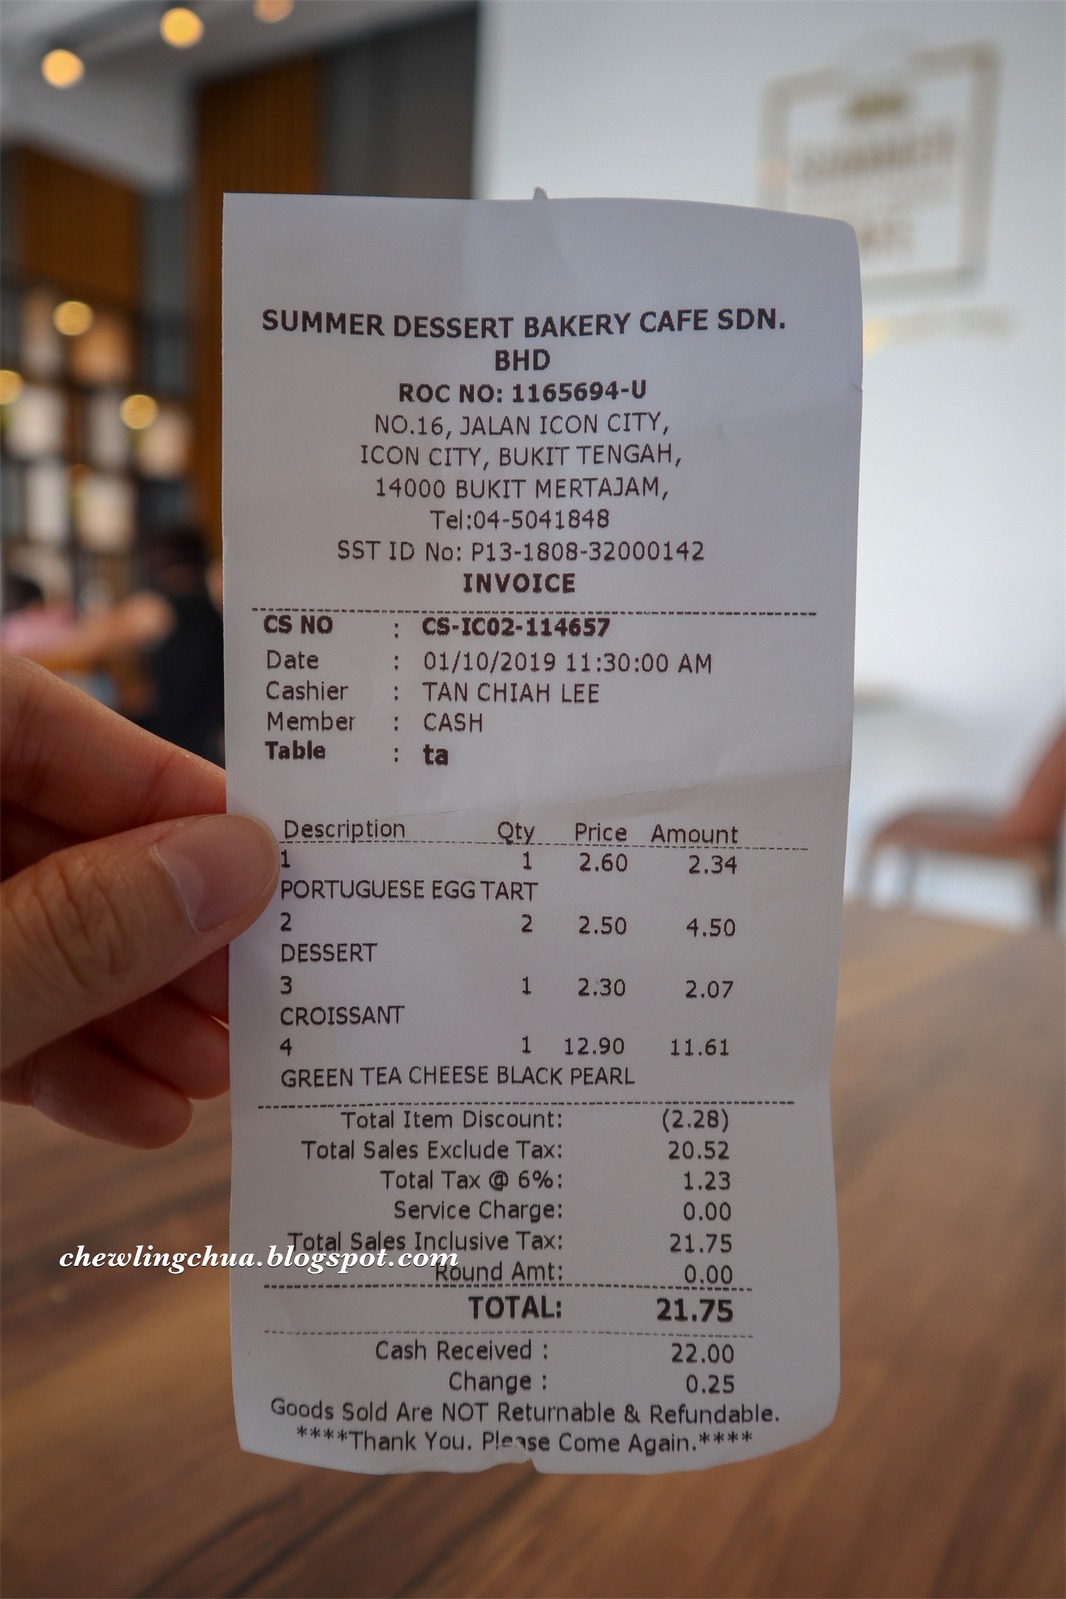 SUMMER
SUMMER DESSERT BAKERY CAFE SDN.
BHD
ROC NO: 1165694-U
NO.16, JALAN ICON CITY,
ICON CITY, BUKIT TENGAH,
14000 BUKIT MERTAJAM,
Tel:04-5041848
SST ID No: P13-1808-32000142
INVOICE
CS NO : CS-IC02-114657
Date : 01/10/2019 11:30:00 AM
Cashier : TAN CHIAH LEE
Member : CASH
Table : ta
Description Qty Price Amount
1 1 2.60 2.34
PORTUGUESE EGG TART
2 2 2.50 4.50
DESSERT
3 1 2.30 2.07
CROISSANT
4 1 12.90 11.61
GREEN TEA CHEESE BLACK PEARL
Total Item Discount: (2.28)
Total Sales Exclude Tax: 20.52
Total Tax @ 6%: 1.23
Service Charge: 0.00
Total Sales Inclusive Tax: 21.75
chewlingchua.blogspot.com
Round Amt: 0.00
TOTAL: 21.75
Cash Received : 22.00
Change : 0.25
Goods Sold Are NOT Returnable & Refundable.
****Thank You. Please Come Again.****